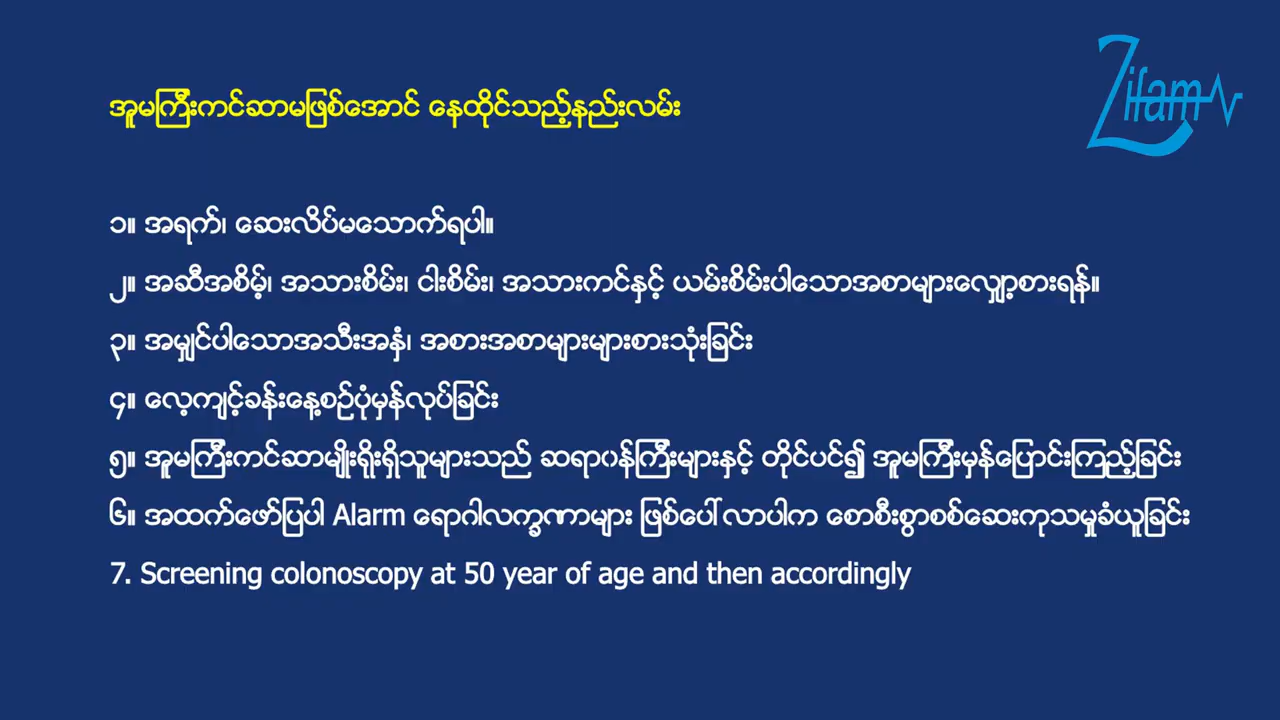 Zifam
အူမကြီးကင်ဆာမဖြစ်အောင် နေထိုင်သည့်နည်းလမ်း
၁။ အရက်၊ ဆေးလိပ်မသောက်ရပါ။
၂။ အဆီအစိမ့်၊ အသားစိမ်း၊ ငါးစိမ်း၊ အသားကင်နှင့် ယမ်းစိမ်းပါသောအစာများလျှော့စားရန်။
၃။ အမျှင်ပါသောအသီးအနှံ၊ အစားအစာများများစားသုံးခြင်း
၄။ လေ့ကျင့်ခန်းနေ့စဉ်ပုံမှန်လုပ်ခြင်း
၅။ အူမကြီးကင်ဆာမျိုးရိုးရှိသူများသည် ဆရာဝန်ကြီးများနှင့် တိုင်ပင်၍ အူမကြီးမှန်ပြောင်းကြည့်ခြင်း
၆။ အထက်ဖော်ပြပါ Alarm ရောဂါလက္ခဏာများ ဖြစ်ပေါ်လာပါက စောစီးစွာစစ်ဆေးကုသမှုခံယူခြင်း
7. Screening colonoscopy at 50 year of age and then accordingly